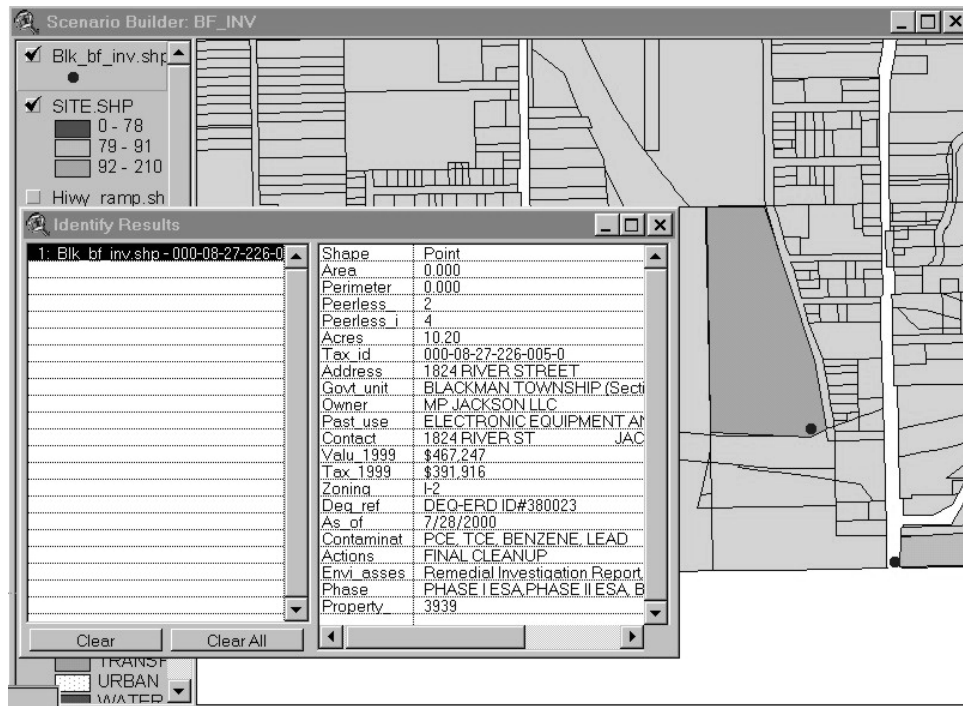 Scenario Builder: BF_INV
Blk_bf_inv.shp
SITE.SHP
0 - 78
79 - 91
92 - 210
Hiwy_ramp.sh
Identify Results
1: Blk_bf_inv.shp - 000-08-27-226-0
Shape Point
Area 0.000
Perimeter 0.000
Peerless_ 2
Peerless_i 4
Acres 10.20
Tax_id 000-08-27-226-005-0
Address 1824 RIVER STREET
Govt_unit BLACKMAN TOWNSHIP (Secti
Owner MP JACKSON LLC
Past_use ELECTRONIC EQUIPMENT AN
Contact 1824 RIVER ST JAC
Valu_1999 $467,247
Tax_1999 $391,916
Zoning I-2
Deq_ref DEQ-ERD ID#380023
As_of 7/28/2000
Contaminat PCE, TCE, BENZENE, LEAD
Actions FINAL CLEANUP
Envi_asses Remedial Investigation Report,
Phase PHASE I ESA,PHASE II ESA, B
Property_ 3939
Clear Clear All
TRANSF
URBAN
WATER